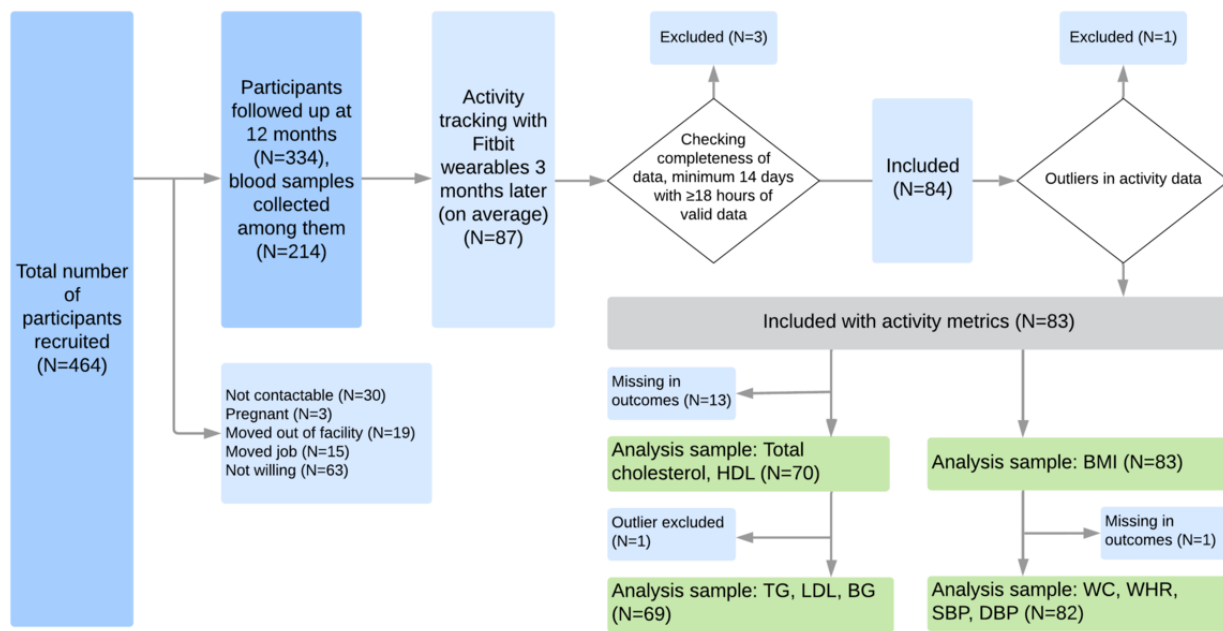 Total number
of
participants
recruited
(N=464)
Participants
followed up at
12 months
(N=334),
blood samples
collected
among them
(N=214)
Not contactable (N=30)
Pregnant (N=3)
Moved out of facility (N=19)
Moved job (N=15)
Not willing (N=63)
Activity
tracking with
Fitbit
wearables 3
months later
(on average)
(N=87)
Excluded (N=3)
Checking
completeness of
data, minimum 14 days
with ≥18 hours of
valid data
Included
(N=84)
Excluded (N=1)
Outliers in activity data
Included with activity metrics (N=83)
Missing in
outcomes (N=13)
Analysis sample: Total
cholesterol, HDL (N=70)
Outlier excluded
(N=1)
Analysis sample: TG, LDL, BG
(N=69)
Analysis sample: BMI (N=83)
Missing in
outcomes (N=1)
Analysis sample: WC, WHR,
SBP, DBP (N=82)